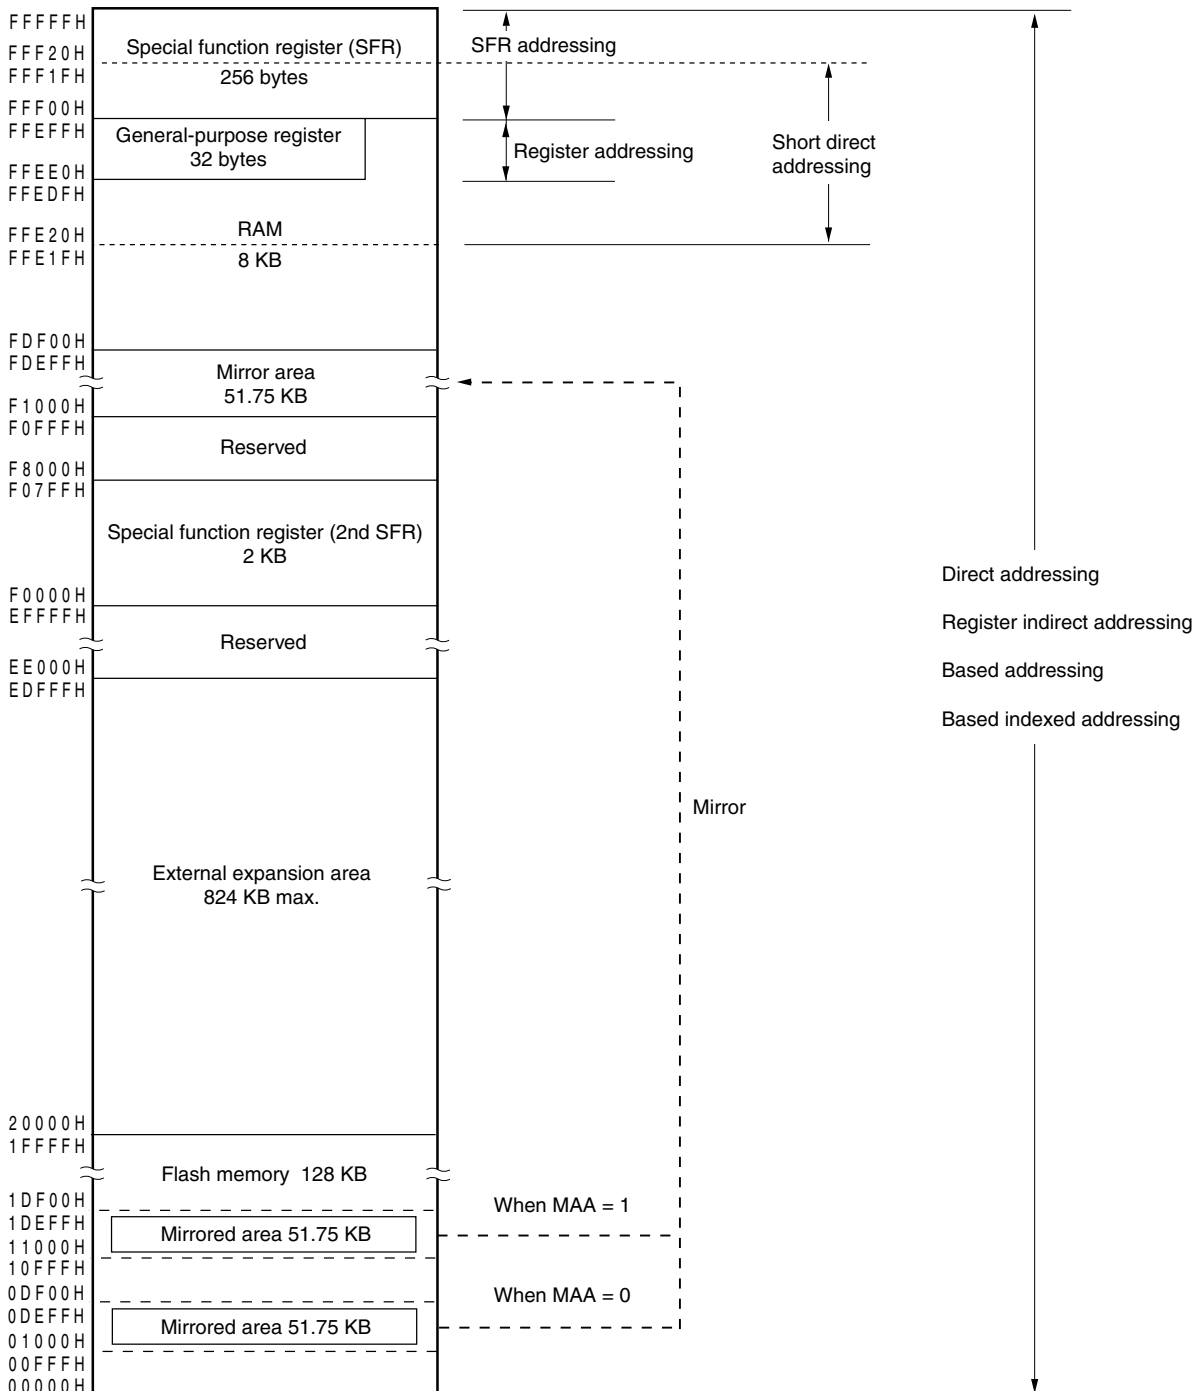 FFFFFH
FFF20H
FFF1FH
FFF00H
FFEFFH
FFEE0H
FFEDFH
FFE20H
FFE1FH
FDF00H
FDEFFH
F1000H
F0FFFH
F8000H
F07FFH
F0000H
EFFFFH
EE000H
EDFFFH
20000H
1FFFFH
1DF00H
1DEFFH
11000H
10FFFH
0DF00H
0DEFFH
01000H
00FFFH
00000H
Special function register (SFR)
256 bytes
General-purpose register
32 bytes
RAM
8 KB
Mirror area
51.75 KB
Reserved
Special function register (2nd SFR)
2 KB
Reserved
External expansion area
824 KB max.
Flash memory 128 KB
Mirrored area 51.75 KB
Mirrored area 51.75 KB
SFR addressing
Register addressing
Short direct
addressing
Mirror
When MAA = 1
When MAA = 0
Direct addressing
Register indirect addressing
Based addressing
Based indexed addressing